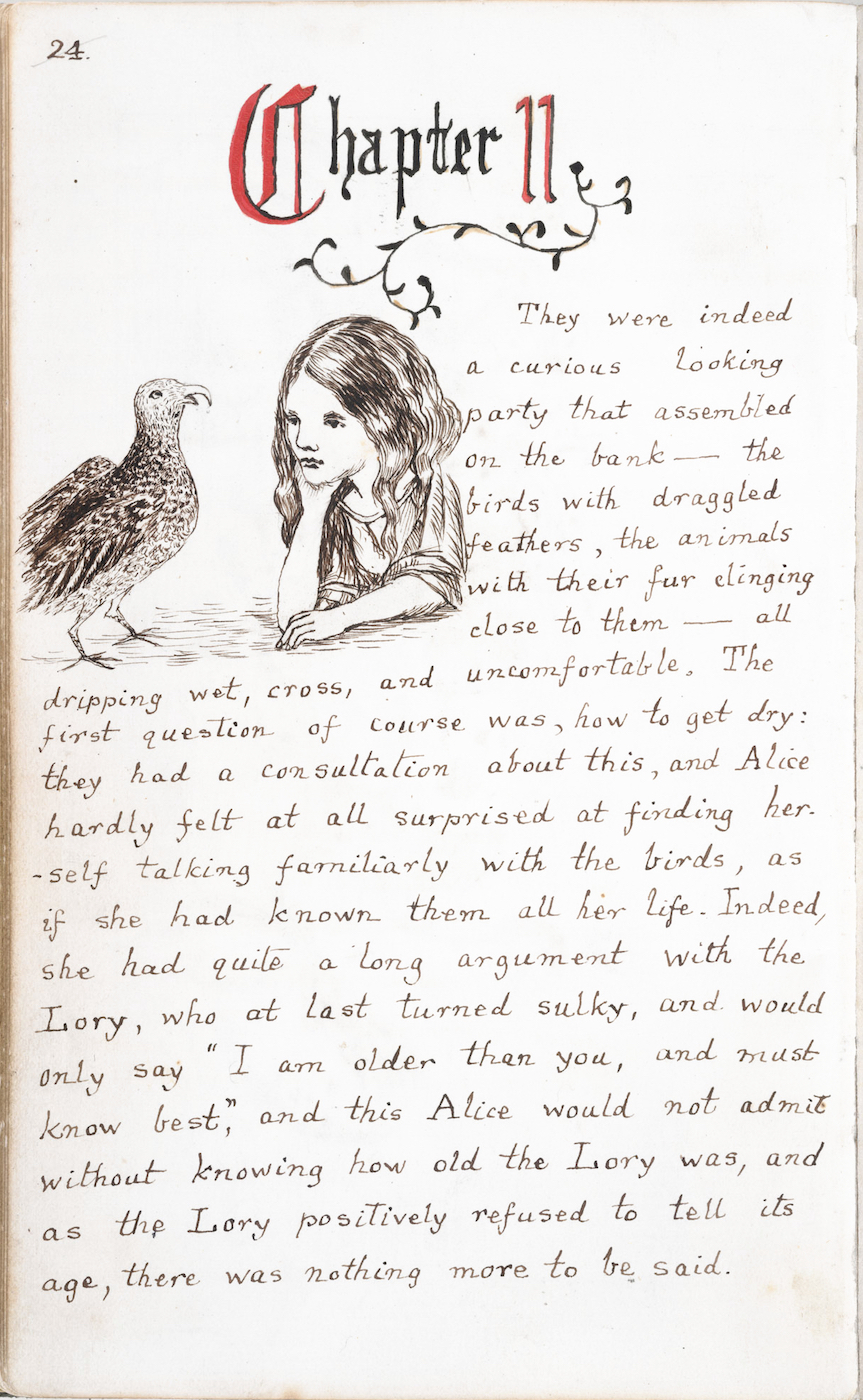 24.
Chapter II
They were indeed
a curious looking
party that assembled
on the bank — the
birds with draggled
feathers, the animals
with their fur clinging
close to them — all
dripping wet, cross, and uncomfortable. The
first question of course was, how to get dry:
they had a consultation about this, and Alice
hardly felt at all surprised at finding her-
-self talking familiarly with the birds, as
if she had known them all her life. Indeed,
she had quite a long argument with the
Lory, who at last turned sulky, and would
only say "I am older than you, and must
know best", and this Alice would not admit
without knowing how old the Lory was, and
as the Lory positively refused to tell its
age, there was nothing more to be said.